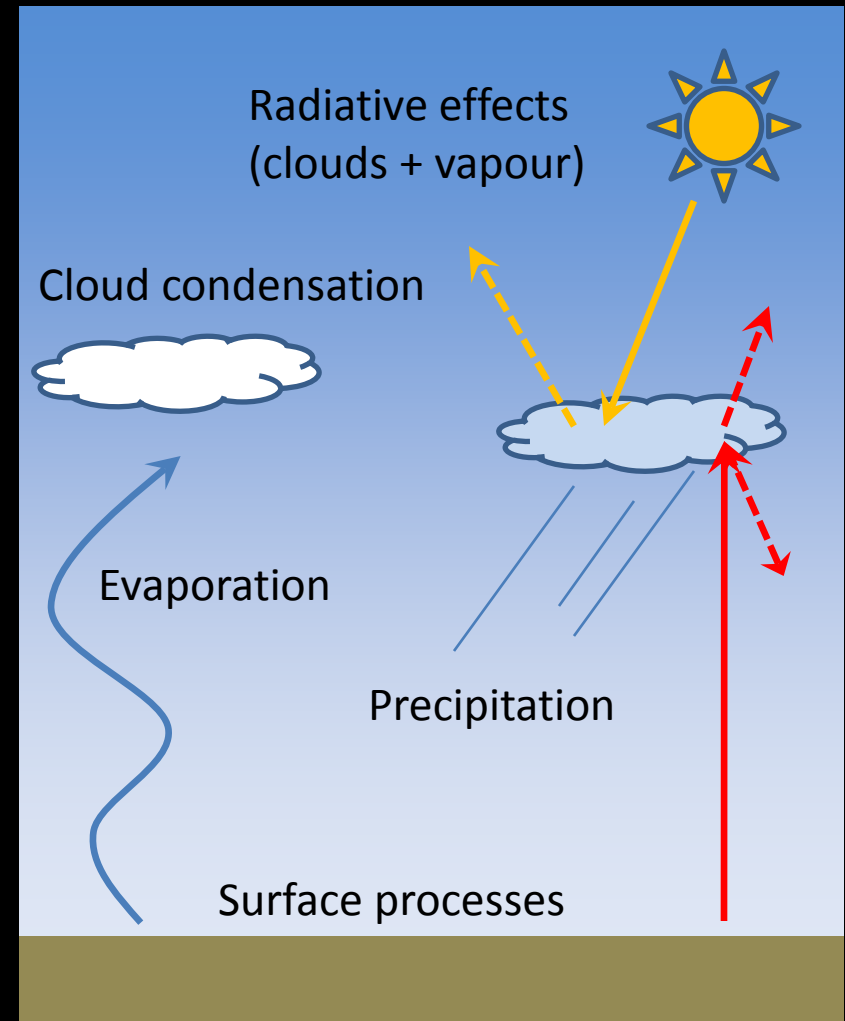 Radiative effects
(clouds + vapour)
Cloud condensation
Evaporation
Precipitation
Surface processes